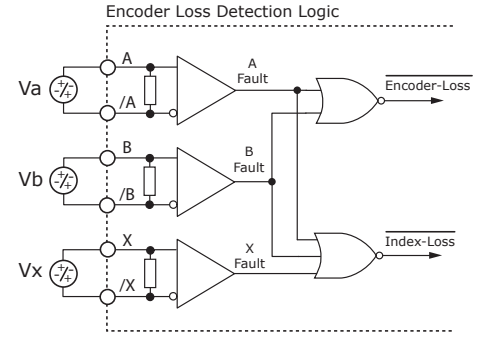 Encoder Loss Detection Logic
A
A
Fault
Va
/A
Encoder-Loss
B
B
Fault
Vb
/B
X
X
Fault
Index-Loss
Vx
/X